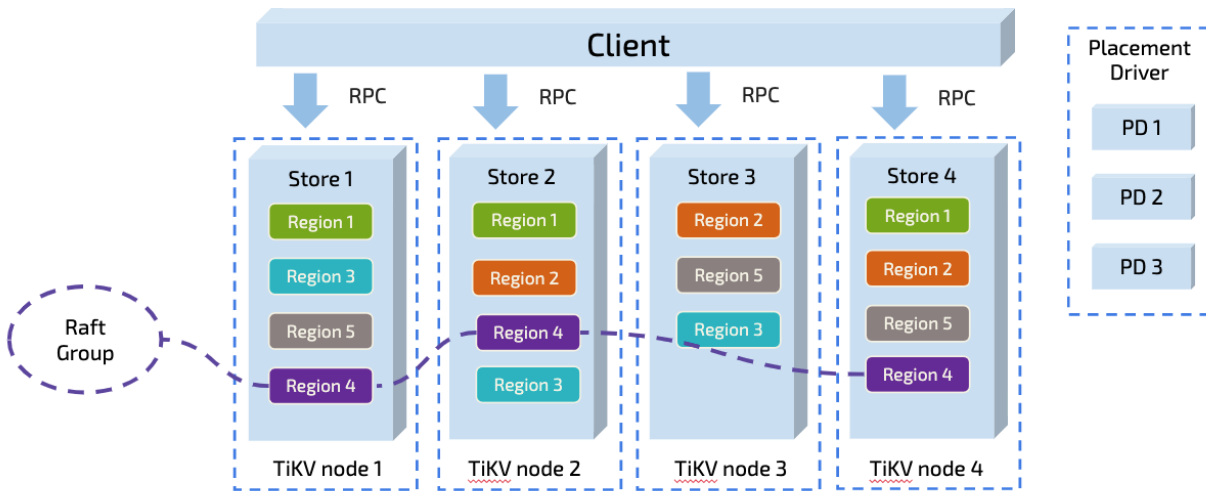 Client
RPC
RPC
RPC
RPC
Placement
Driver
PD 1
PD 2
PD 3
Store 1
Region 1
Region 3
Region 5
Region 4
TiKV node 1
Store 2
Region 1
Region 2
Region 4
Region 3
TiKV node 2
Store 3
Region 2
Region 5
Region 3
TiKV node 3
Store 4
Region 1
Region 2
Region 5
Region 4
TiKV node 4
Raft
Group